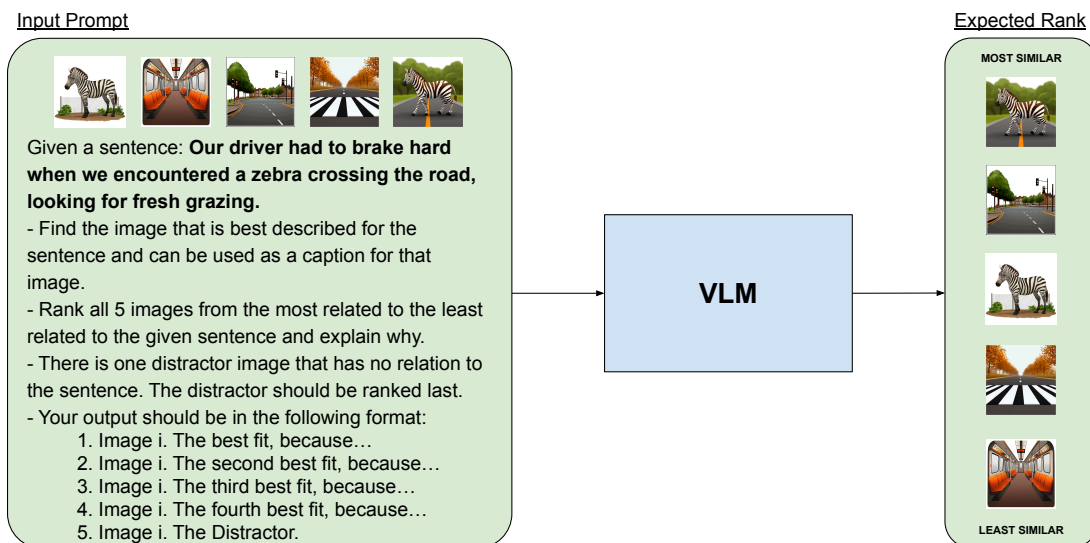 Input Prompt
Given a sentence: Our driver had to brake hard
when we encountered a zebra crossing the road,
looking for fresh grazing.
- Find the image that is best described for the
sentence and can be used as a caption for that
image.
- Rank all 5 images from the most related to the least
related to the given sentence and explain why.
- There is one distractor image that has no relation to
the sentence. The distractor should be ranked last.
- Your output should be in the following format:
1. Image i. The best fit, because…
2. Image i. The second best fit, because…
3. Image i. The third best fit, because…
4. Image i. The fourth best fit, because…
5. Image i. The Distractor.
VLM
Expected Rank
MOST SIMILAR
LEAST SIMILAR